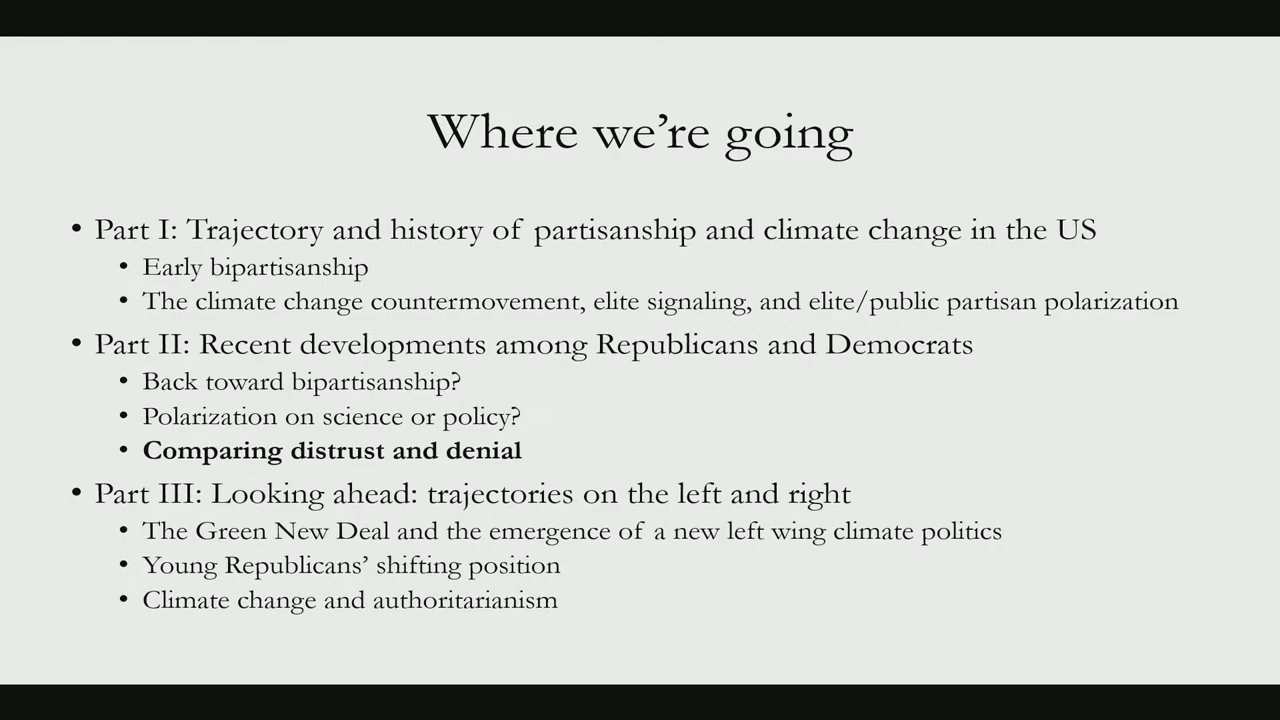 Where we’re going
• Part I: Trajectory and history of partisanship and climate change in the US
• Early bipartisanship
• The climate change countermovement, elite signaling, and elite/public partisan polarization
• Part II: Recent developments among Republicans and Democrats
• Back toward bipartisanship?
• Polarization on science or policy?
• Comparing distrust and denial
• Part III: Looking ahead: trajectories on the left and right
• The Green New Deal and the emergence of a new left wing climate politics
• Young Republicans’ shifting position
• Climate change and authoritarianism